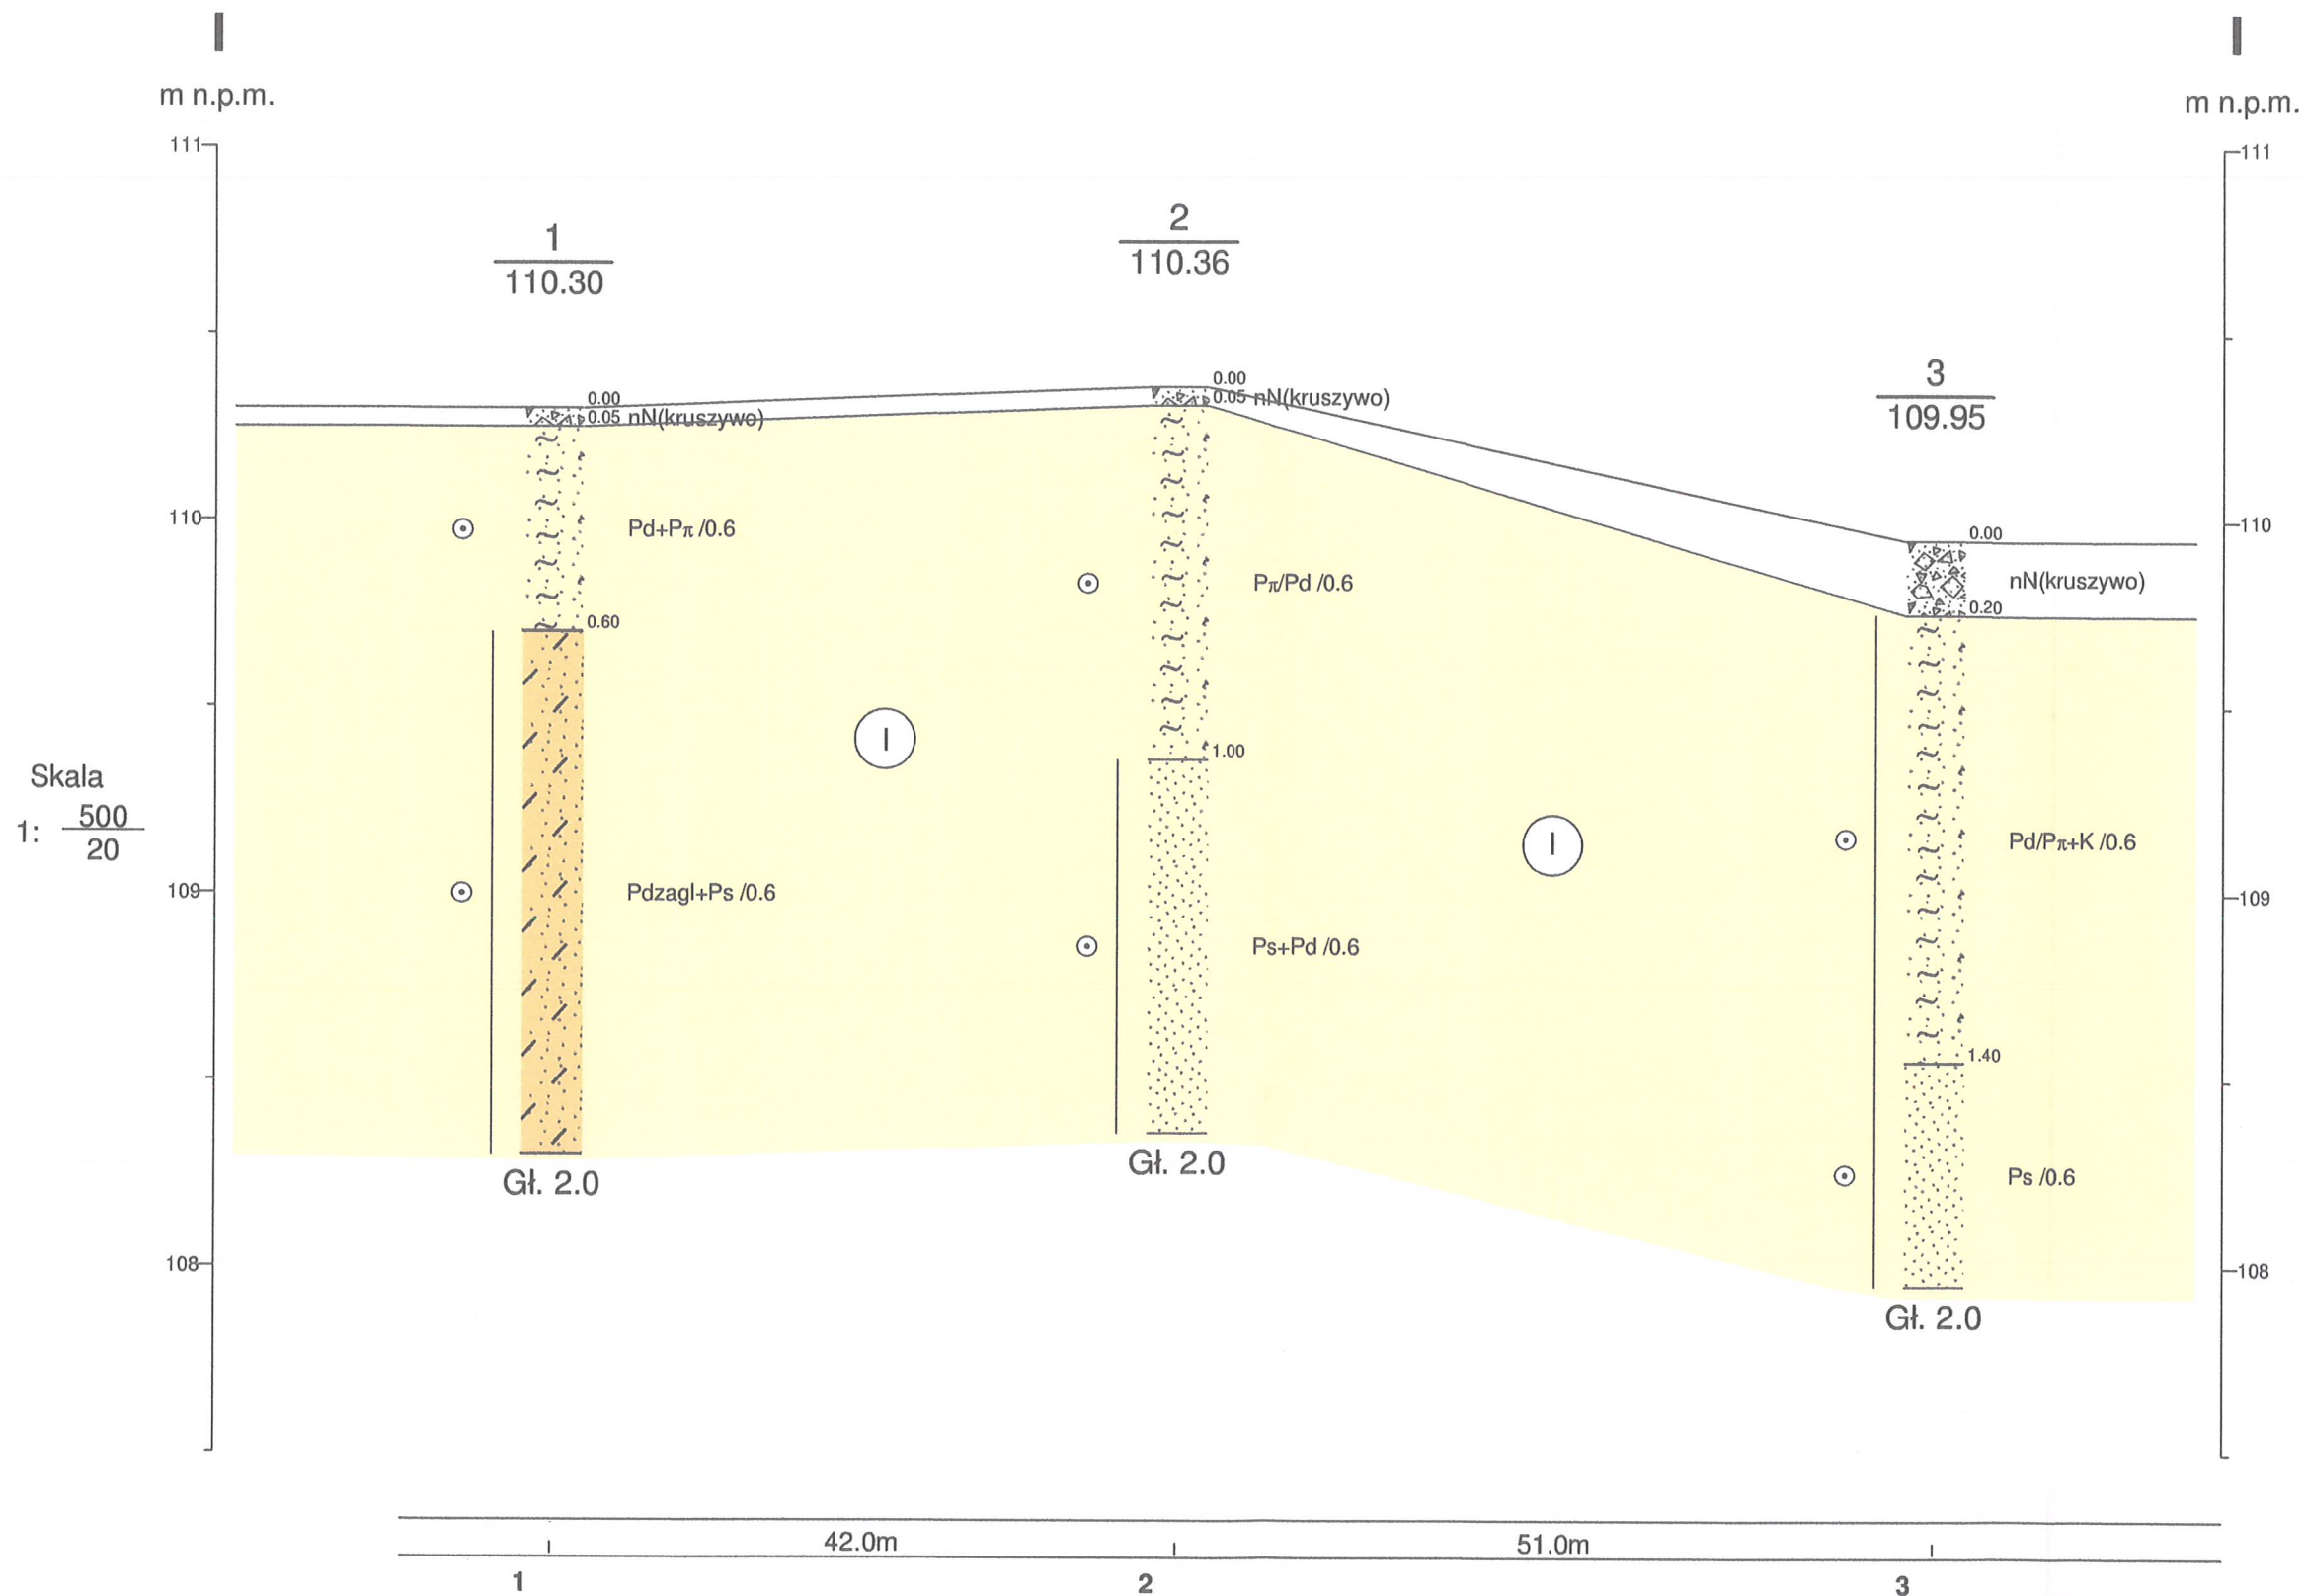 I
I
m n.p.m.
m n.p.m.
111
111
1
110.30
2
110.36
3
109.95
0.00
0.05 nN(kruszywo)
0.00
0.05 nN(kruszywo)
110
110
0.00
nN(kruszywo)
0.20
Pd+Pπ /0.6
Pπ/Pd /0.6
0.60
I
1.00
Skala
1: 500
20
I
Pd/Pπ+K /0.6
109
109
Pdzagl+Ps /0.6
Ps+Pd /0.6
1.40
Gł. 2.0
Gł. 2.0
Ps /0.6
108
108
Gł. 2.0
42.0m
51.0m
1
2
3